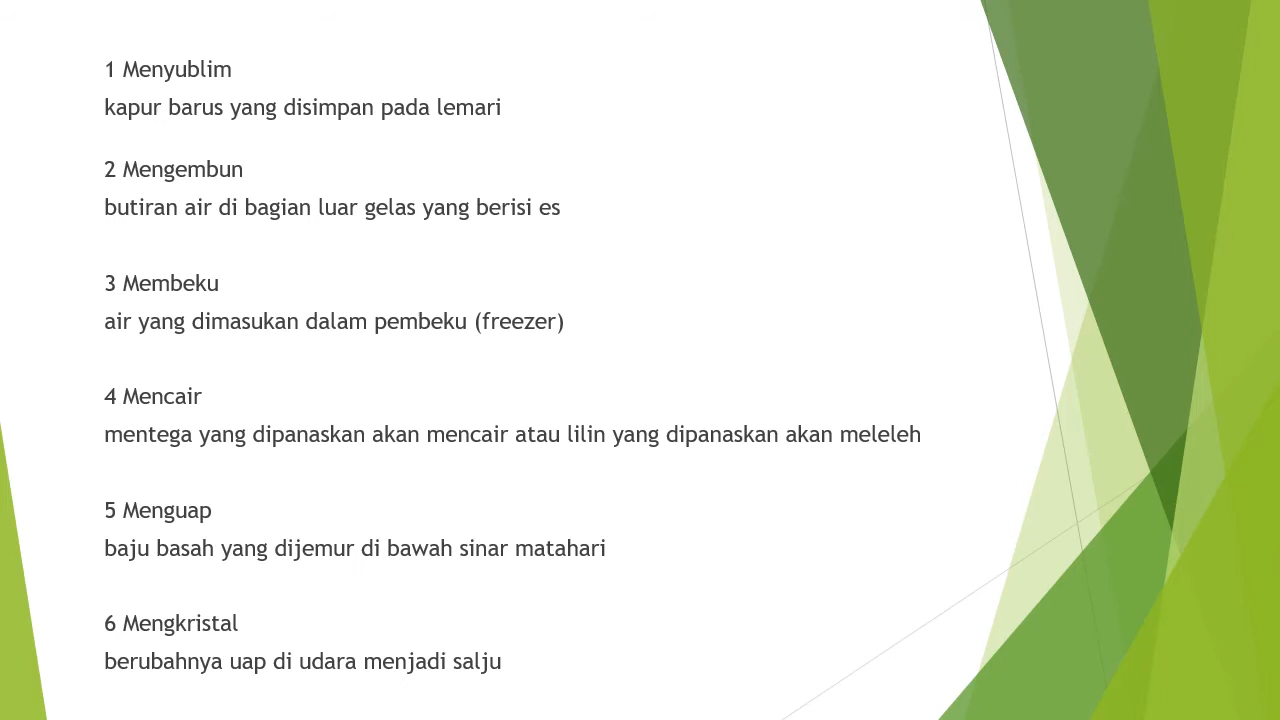 1 Menyublim
kapur barus yang disimpan pada lemari
2 Mengembun
butiran air di bagian luar gelas yang berisi es
3 Membeku
air yang dimasukan dalam pembeku (freezer)
4 Mencair
mentega yang dipanaskan akan mencair atau lilin yang dipanaskan akan meleleh
5 Menguap
baju basah yang dijemur di bawah sinar matahari
6 Mengkristal
berubahnya uap di udara menjadi salju